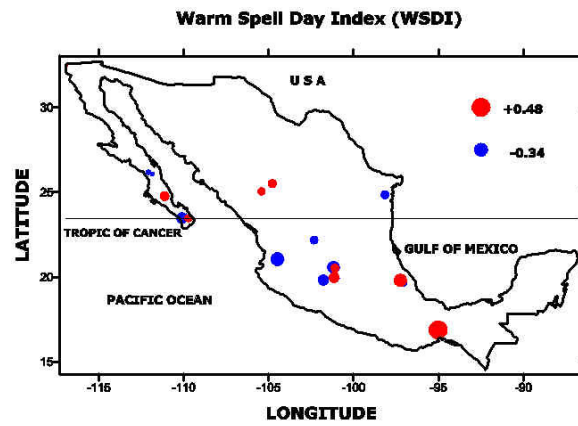 Warm Spell Day Index (WSDI)
U S A
+0.48
-0.34
30
25
20
15
LATITUDE
TROPIC OF CANCER
GULF OF MEXICO
PACIFIC OCEAN
-115
-110
-105
-100
-95
-90
LONGITUDE